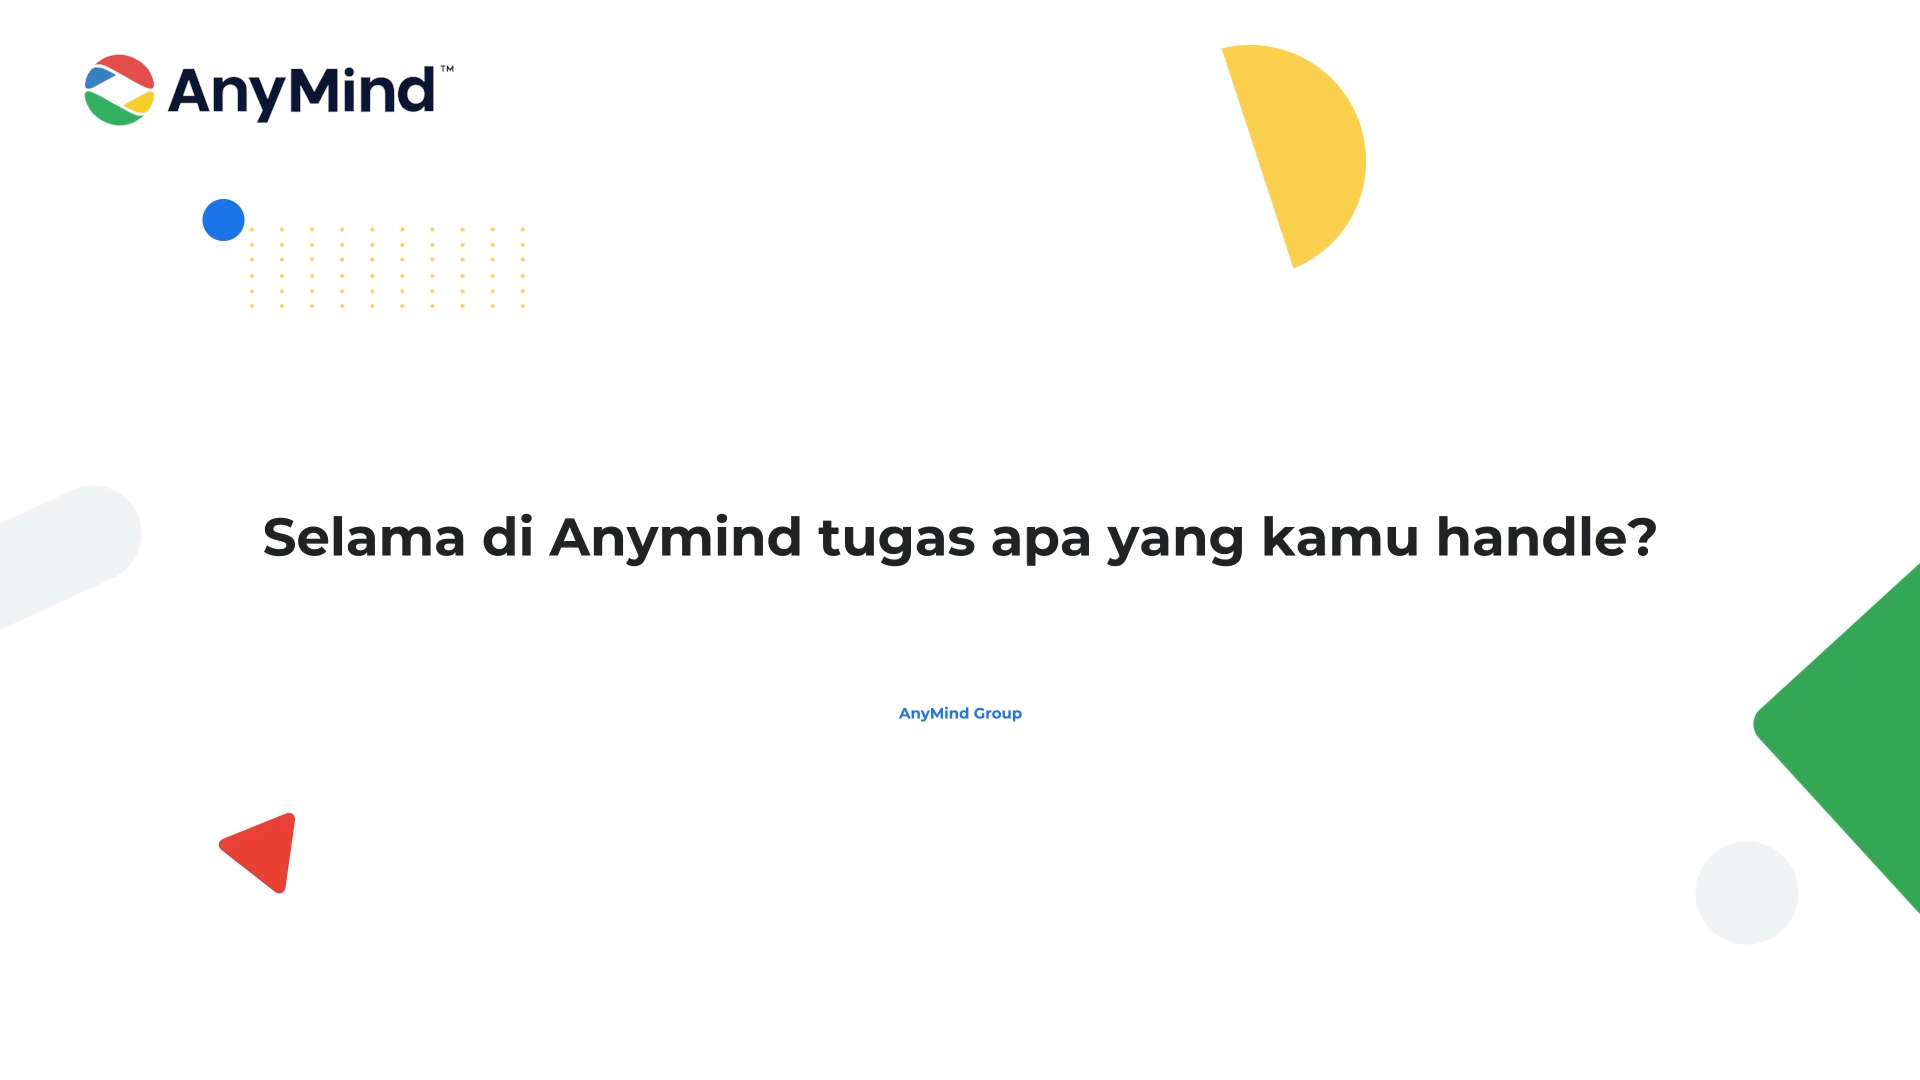 AnyMind™
Selama di Anymind tugas apa yang kamu handle?
AnyMind Group